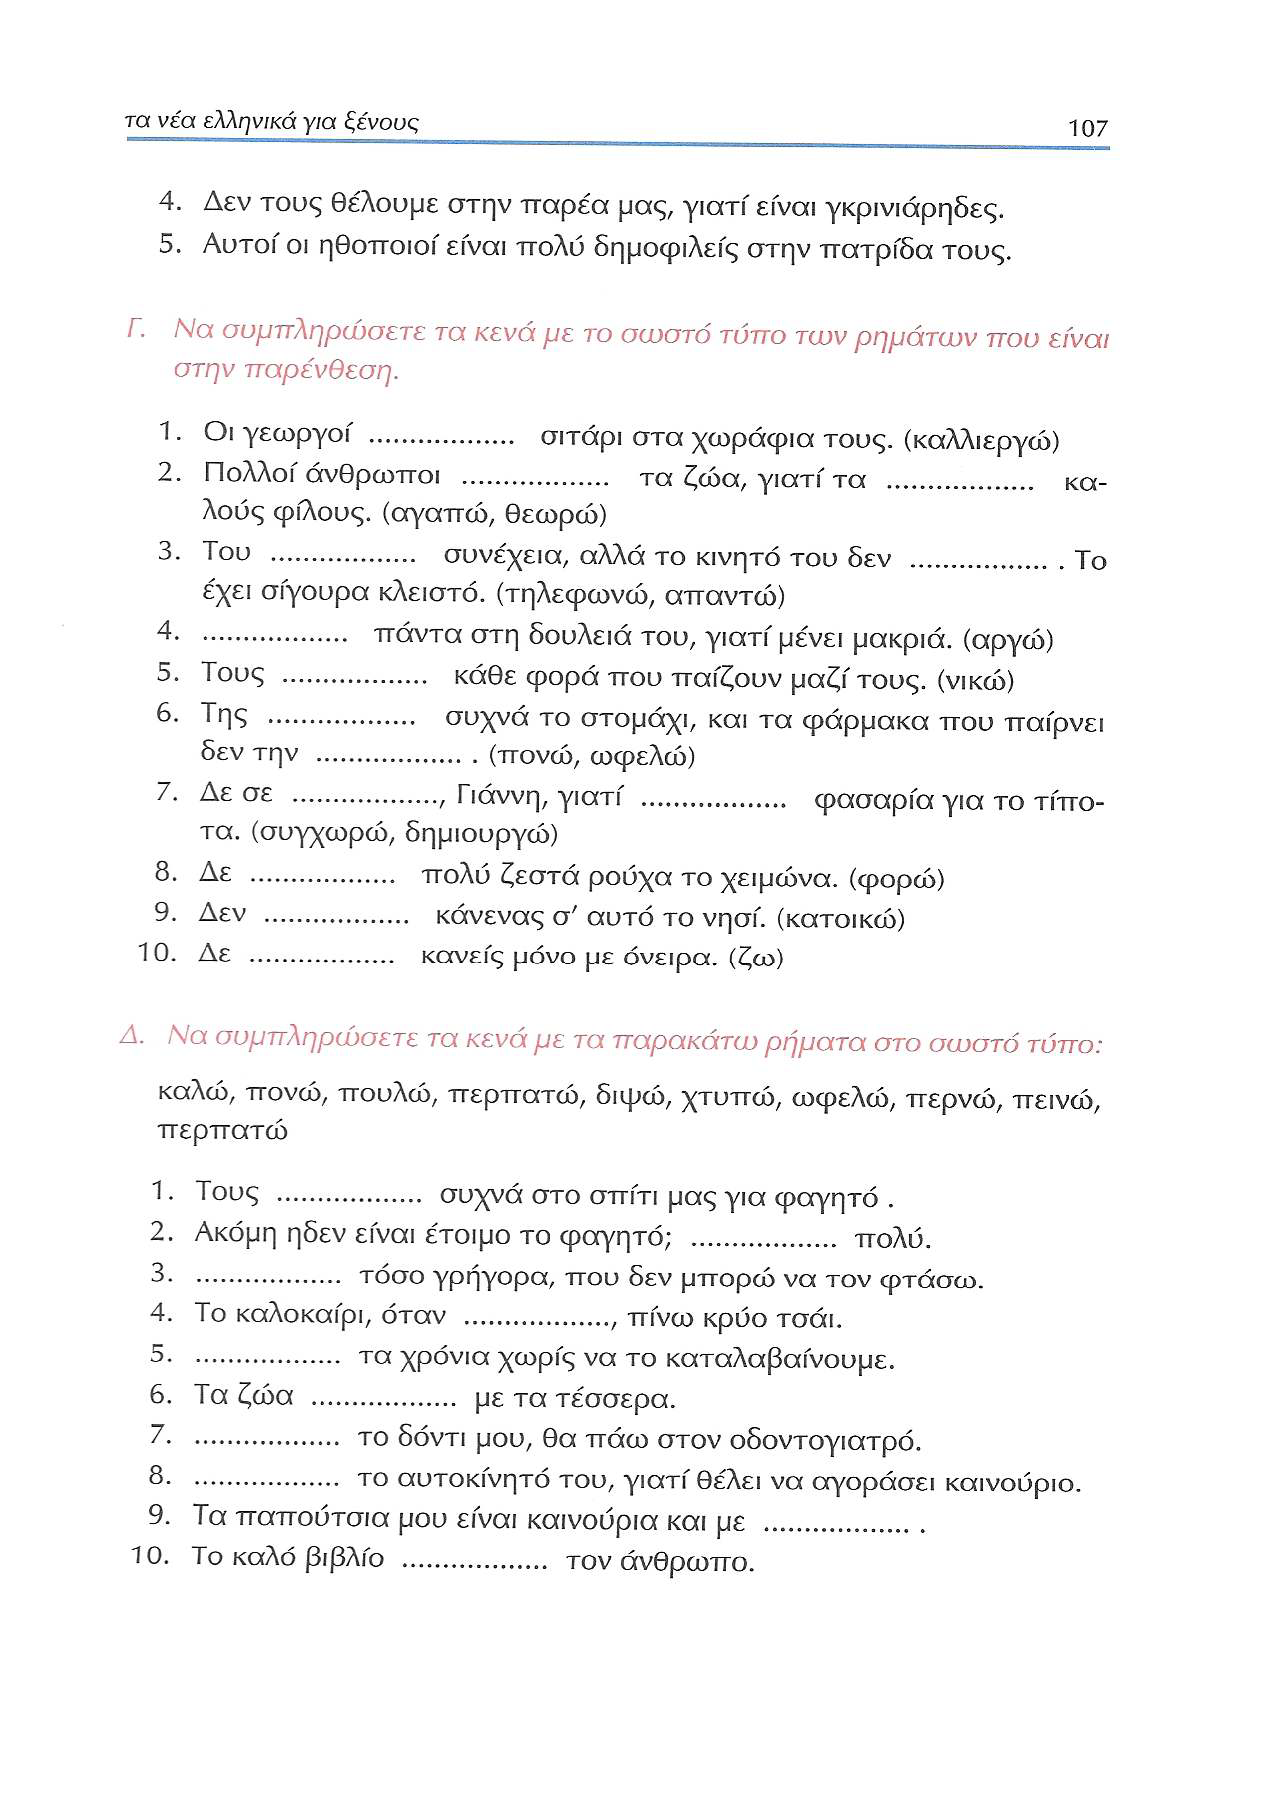 τα νέα ελληνικά για ξένους 107
4. Δεν τους θέλουμε στην παρέα μας, γιατί είναι γκρινιάρηδες.
5. Αυτοί οι ηθοποιοί είναι πολύ δημοφιλείς στην πατρίδα τους.
Γ. Να συμπληρώσετε τα κενά με το σωστό τύπο των ρημάτων που είναι
στην παρένθεση.
1. Οι γεωργοί .................. σιτάρι στα χωράφια τους. (καλλιεργώ)
2. Πολλοί άνθρωποι .................. τα ζώα, γιατί τα .................. κα-
λούς φίλους. (αγαπώ, θεωρώ)
3. Του .................. συνέχεια, αλλά το κινητό του δεν .................. . Το
έχει σίγουρα κλειστό. (τηλεφωνώ, απαντώ)
4. .................. πάντα στη δουλειά του, γιατί μένει μακριά. (αργώ)
5. Τους .................. κάθε φορά που παίζουν μαζί τους. (νικώ)
6. Της .................. συχνά το στομάχι, και τα φάρμακα που παίρνει
δεν την .................. . (πονώ, ωφελώ)
7. Δε σε .................., Γιάννη, γιατί .................. φασαρία για το τίπο-
τα. (συγχωρώ, δημιουργώ)
8. Δε .................. πολύ ζεστά ρούχα το χειμώνα. (φορώ)
9. Δεν .................. κάνενας σ' αυτό το νησί. (κατοικώ)
10. Δε .................. κανείς μόνο με όνειρα. (ζω)
Δ. Να συμπληρώσετε τα κενά με τα παρακάτω ρήματα στο σωστό τύπο:
καλώ, πονώ, πουλώ, περπατώ, διψώ, χτυπώ, ωφελώ, περνώ, πεινώ,
περπατώ
1. Τους .................. συχνά στο σπίτι μας για φαγητό .
2. Ακόμη ηδεν είναι έτοιμο το φαγητό; .................. πολύ.
3. .................. τόσο γρήγορα, που δεν μπορώ να τον φτάσω.
4. Το καλοκαίρι, όταν .................., πίνω κρύο τσάι.
5. .................. τα χρόνια χωρίς να το καταλαβαίνουμε.
6. Τα ζώα .................. με τα τέσσερα.
7. .................. το δόντι μου, θα πάω στον οδοντογιατρό.
8. .................. το αυτοκίνητό του, γιατί θέλει να αγοράσει καινούριο.
9. Τα παπούτσια μου είναι καινούρια και με .................. .
10. Το καλό βιβλίο .................. τον άνθρωπο.